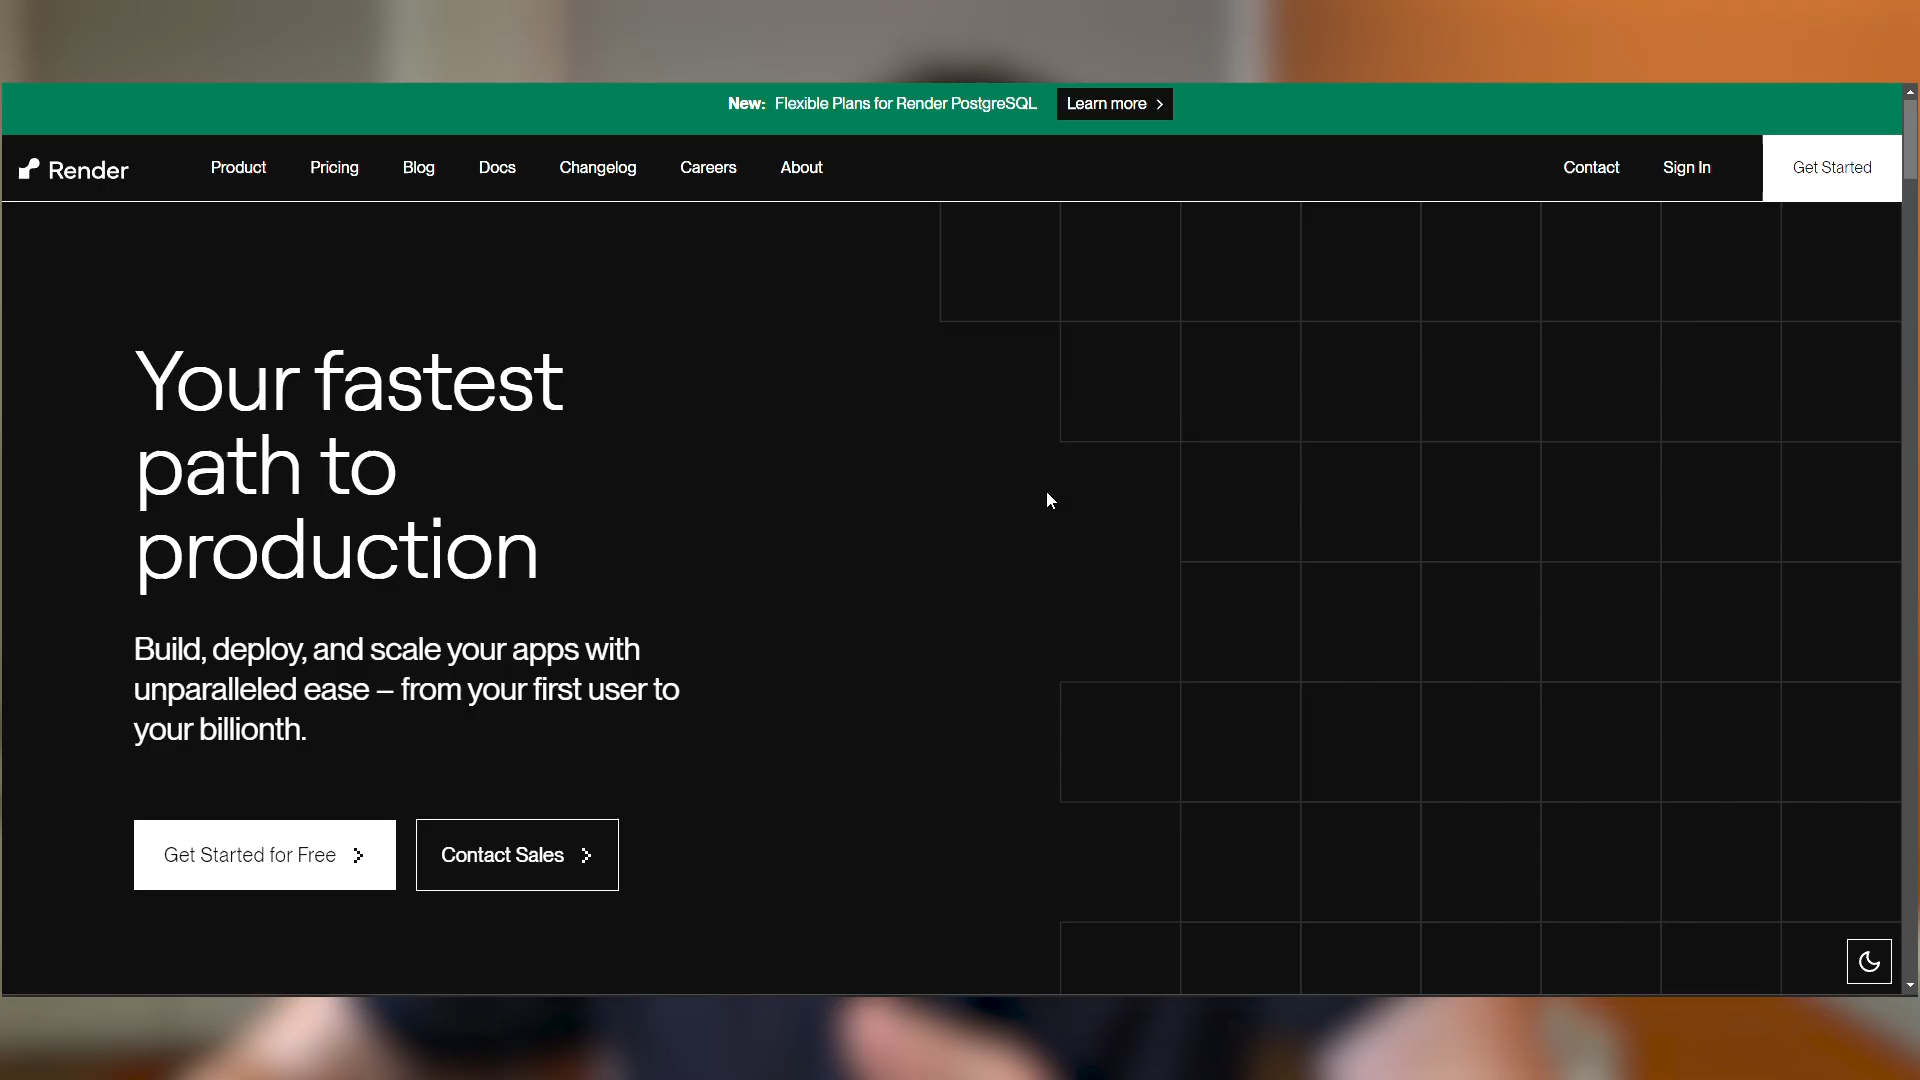 New: Flexible Plans for Render PostgreSQL Learn more
Render Product Pricing Blog Docs Changelog Careers About Contact Sign In Get Started
Your fastest
path to
production
Build, deploy, and scale your apps with
unparalleled ease – from your first user to
your billionth.
Get Started for Free Contact Sales